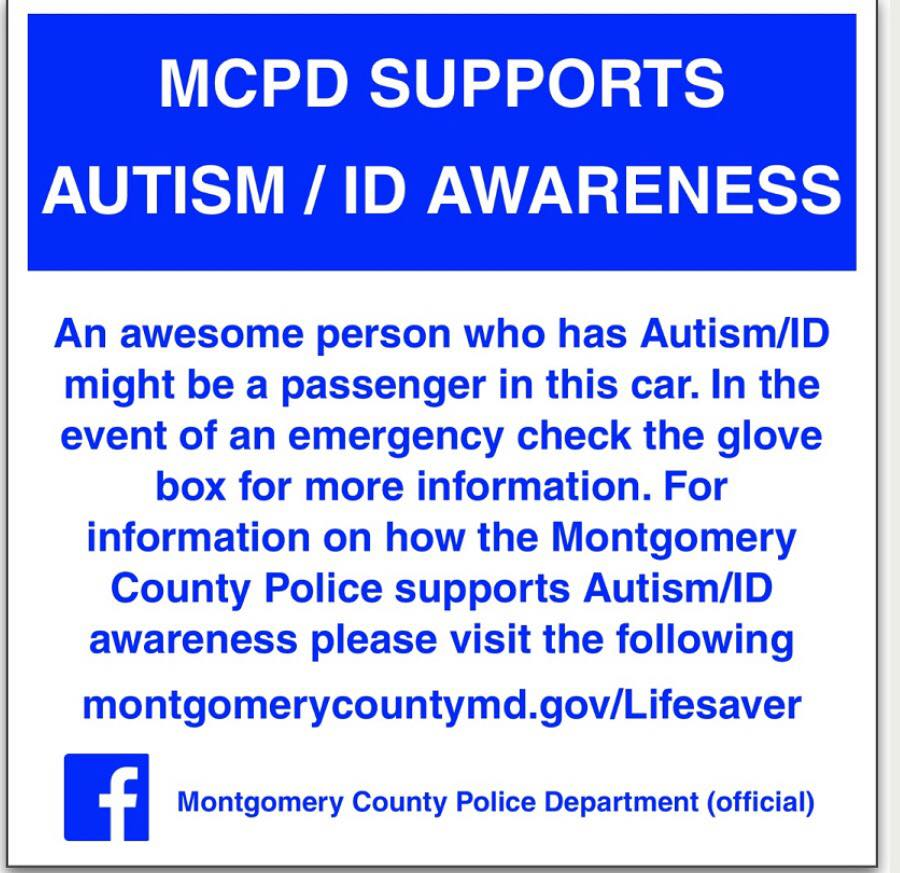 MCPD SUPPORTS
AUTISM / ID AWARENESS
An awesome person who has Autism/ID
might be a passenger in this car. In the
event of an emergency check the glove
box for more information. For
information on how the Montgomery
County Police supports Autism/ID
awareness please visit the following
montgomerycountymd.gov/Lifesaver
f Montgomery County Police Department (official)